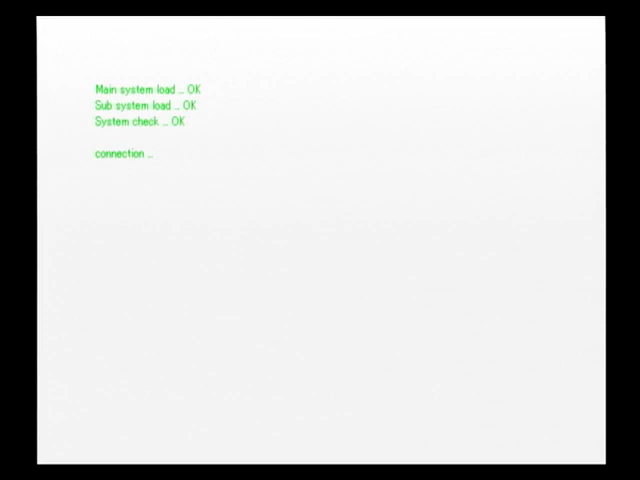 Main system load ... OK
Sub system load ... OK
System check ... OK
connection ...